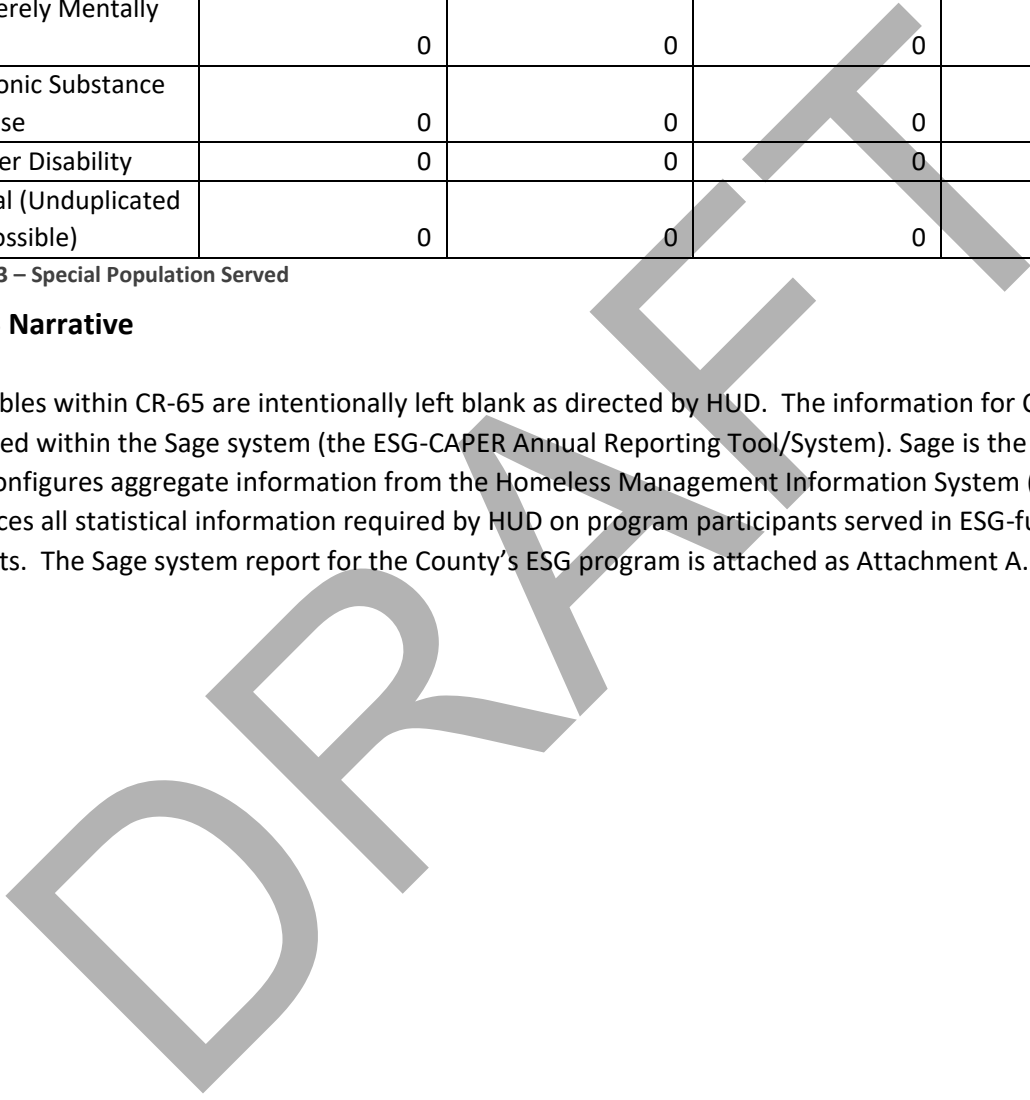 erely Mentally
0 0 0
onic Substance
se 0 0 0
er Disability 0 0 0
al (Unduplicated
ossible) 0 0 0
3 – Special Population Served
Narrative
bles within CR-65 are intentionally left blank as directed by HUD.  The information for
ed within the Sage system (the ESG-CAPER Annual Reporting Tool/System). Sage is the
onfigures aggregate information from the Homeless Management Information System (
ces all statistical information required by HUD on program participants served in ESG-fu
ts.  The Sage system report for the County’s ESG program is attached as Attachment A.
DRAFT